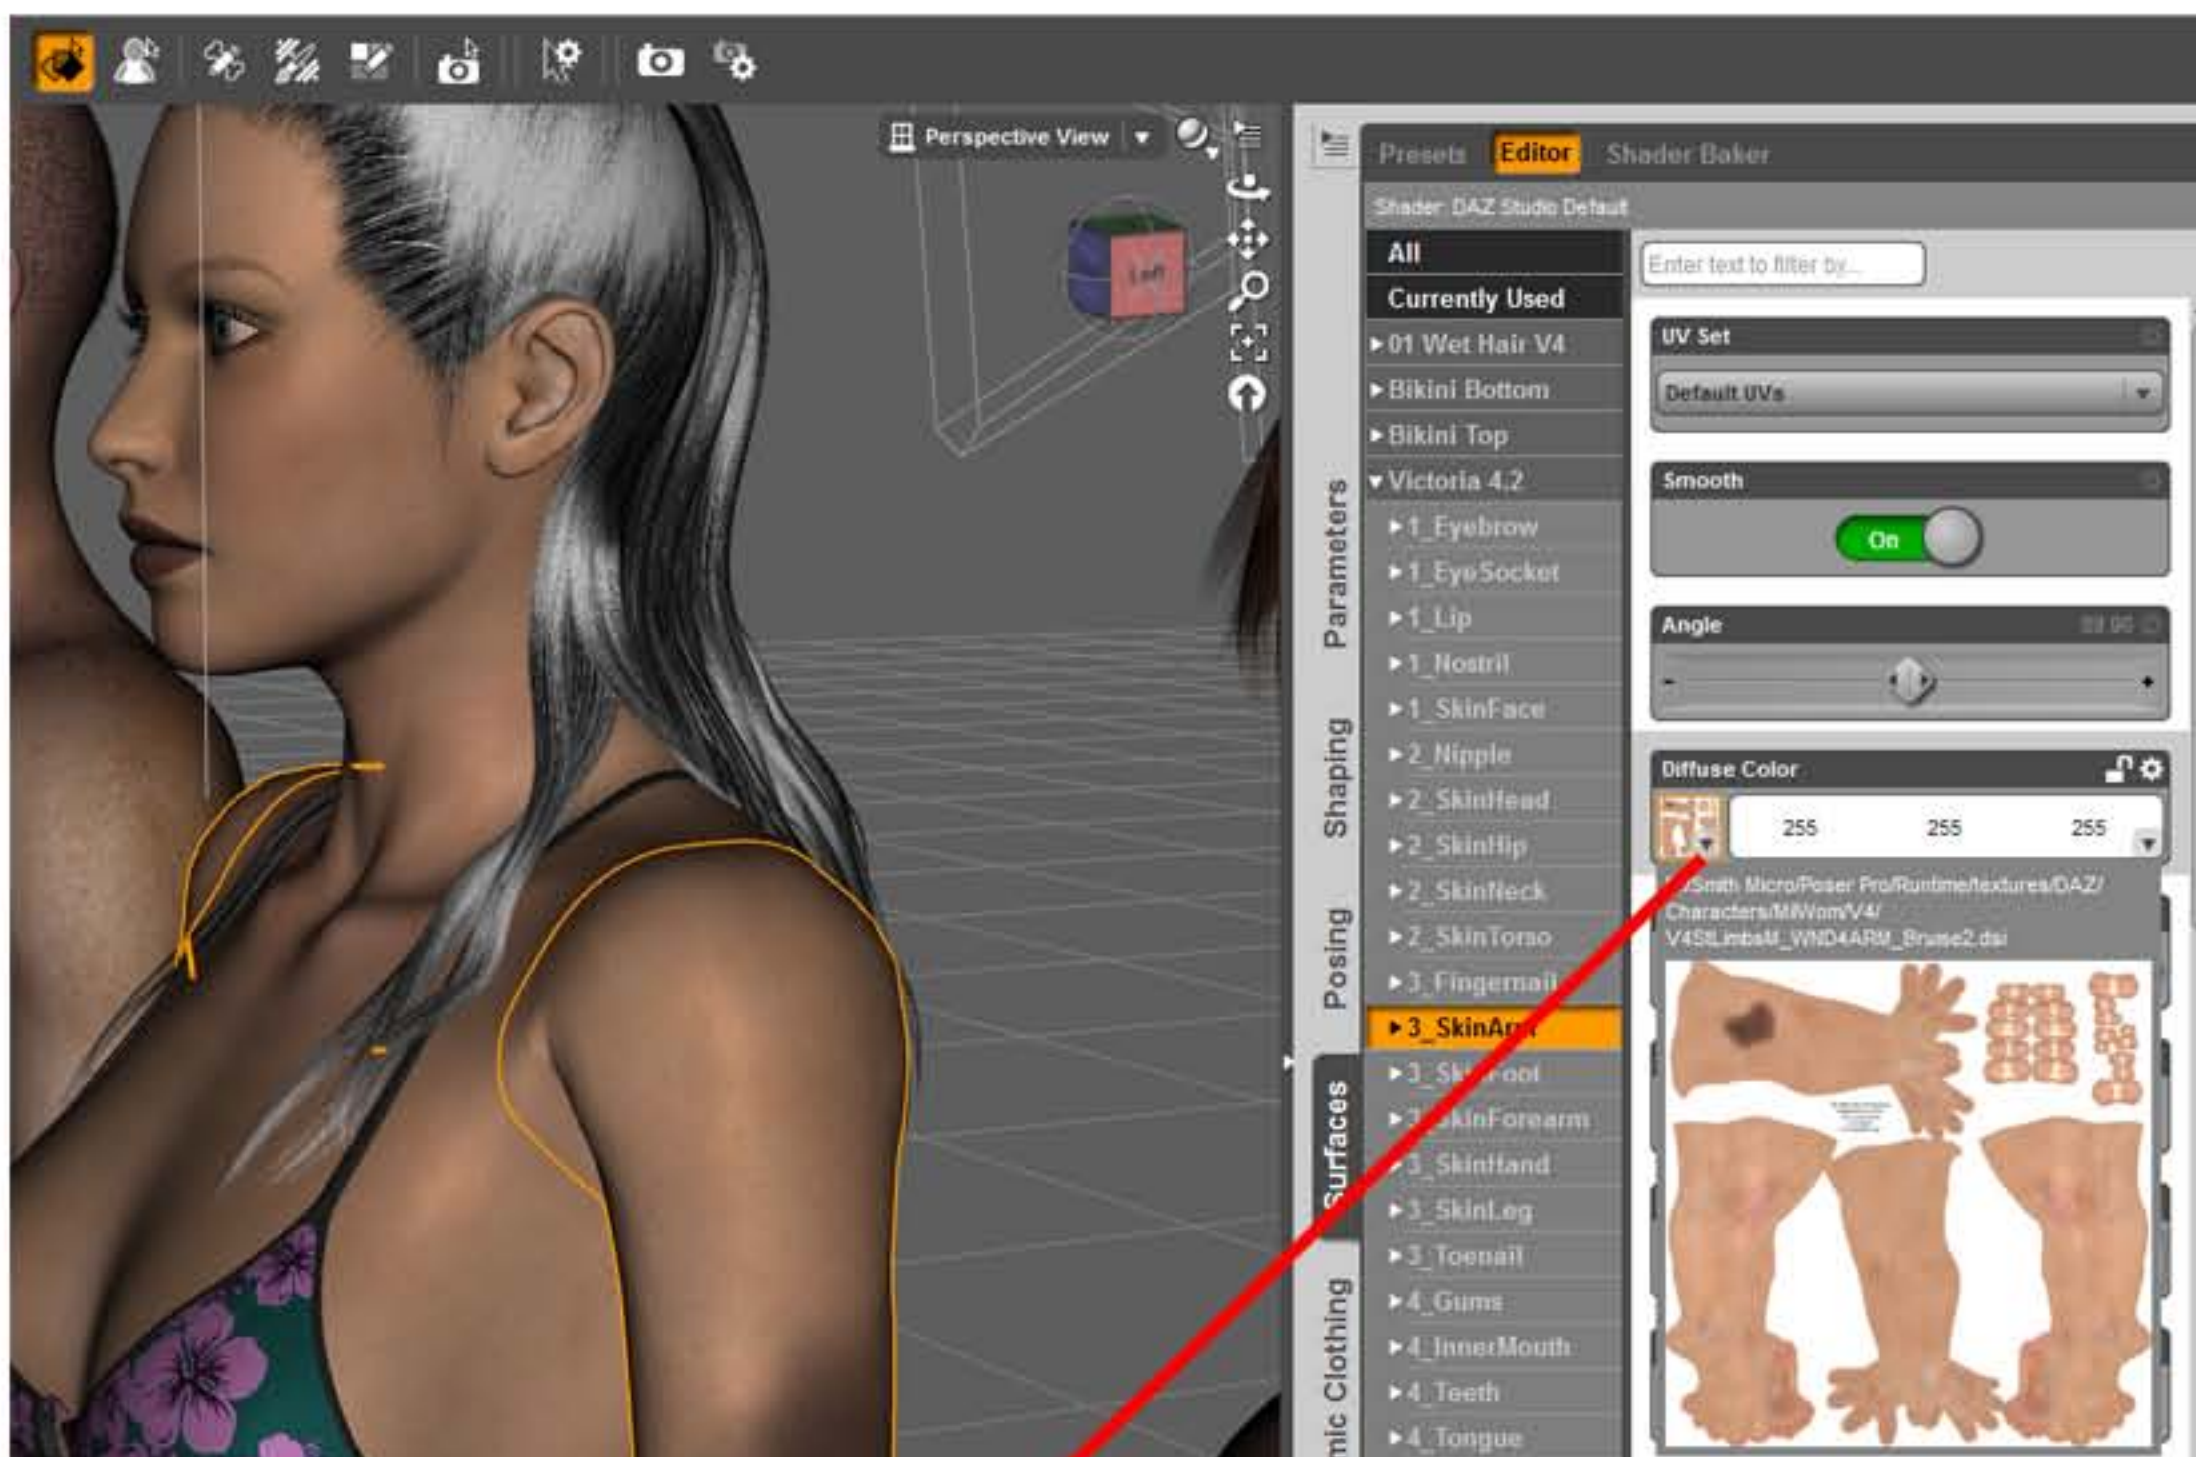 Perspective View
Left
Presets Editor Shader Baker
Shader: DAZ Studio Default
All
Currently Used
01 Wet Hair V4
Bikini Bottom
Bikini Top
Victoria 4.2
1_Eyebrow
1_EyeSocket
1_Lip
1_Nostril
1_SkinFace
2_Nipple
2_SkinHead
2_SkinHip
2_SkinNeck
2_SkinTorso
3_Fingernail
3_SkinArm
3_SkinFoot
3_SkinForearm
3_SkinHand
3_SkinLeg
3_Toenail
4_Gums
4_InnerMouth
4_Teeth
4_Tongue
Parameters
Shaping
Posing
Surfaces
mic Clothing
Enter text to filter by...
UV Set
Default UVs
Smooth
On
Angle
- +
Diffuse Color
255 255 255
/Smith Micro/Poser Pro/Runtime/textures/DAZ/
Characters/MilWom/V4/
V4StLimbsM_WND4ARM_Bruise2.dsi